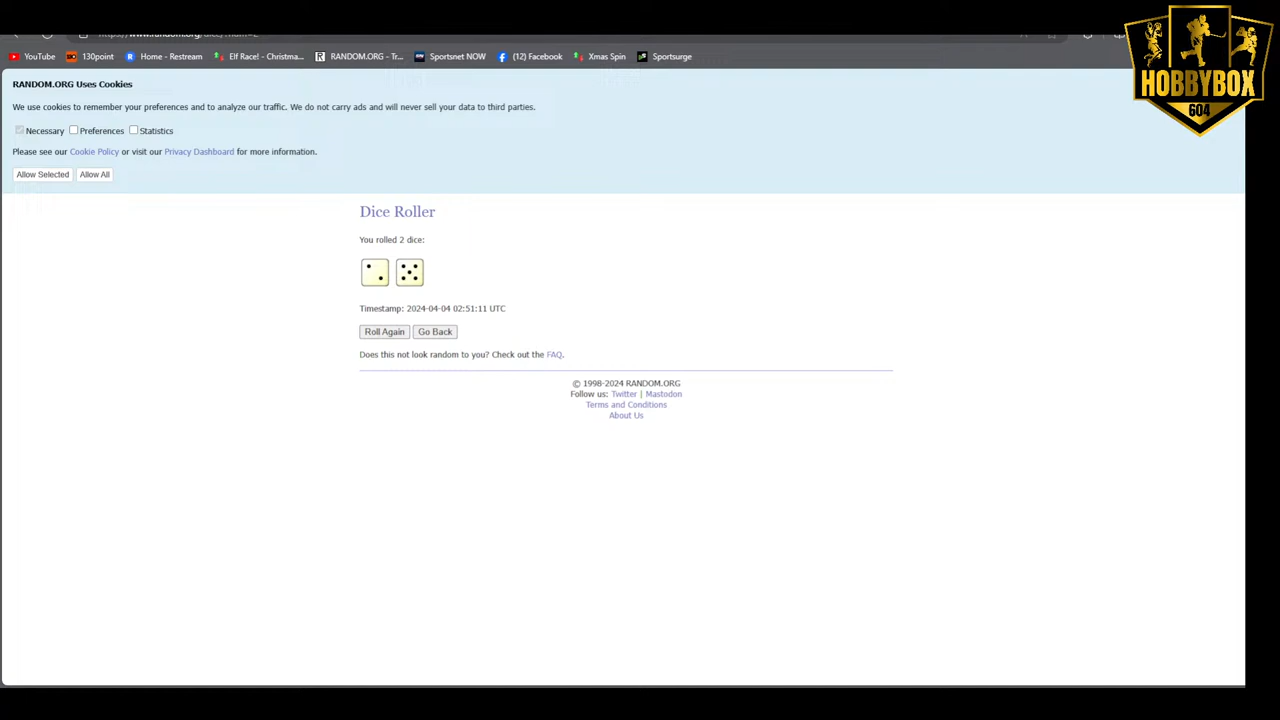 YouTube 130point Home - Restream Elf Race! - Christma... RANDOM.ORG - Tr... Sportsnet NOW (12) Facebook Xmas Spin Sportsurge
HOBBYBOX
604
RANDOM.ORG Uses Cookies
We use cookies to remember your preferences and to analyze our traffic. We do not carry ads and will never sell your data to third parties.
Necessary Preferences Statistics
Please see our Cookie Policy or visit our Privacy Dashboard for more information.
Allow Selected Allow All
Dice Roller
You rolled 2 dice:
Timestamp: 2024-04-04 02:51:11 UTC
Roll Again Go Back
Does this not look random to you? Check out the FAQ.
© 1998-2024 RANDOM.ORG
Follow us: Twitter | Mastodon
Terms and Conditions
About Us